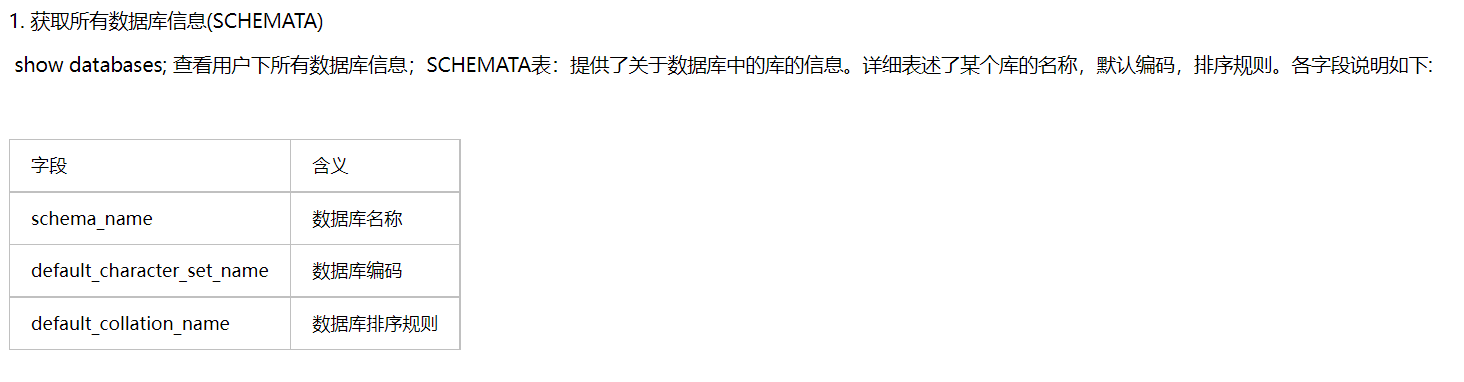 1. 获取所有数据库信息(SCHEMATA)
show databases; 查看用户下所有数据库信息；SCHEMATA表：提供了关于数据库中的库的信息。详细表述了某个库的名称，默认编码，排序规则。各字段说明如下:
字段 含义
schema_name 数据库名称
default_character_set_name 数据库编码
default_collation_name 数据库排序规则